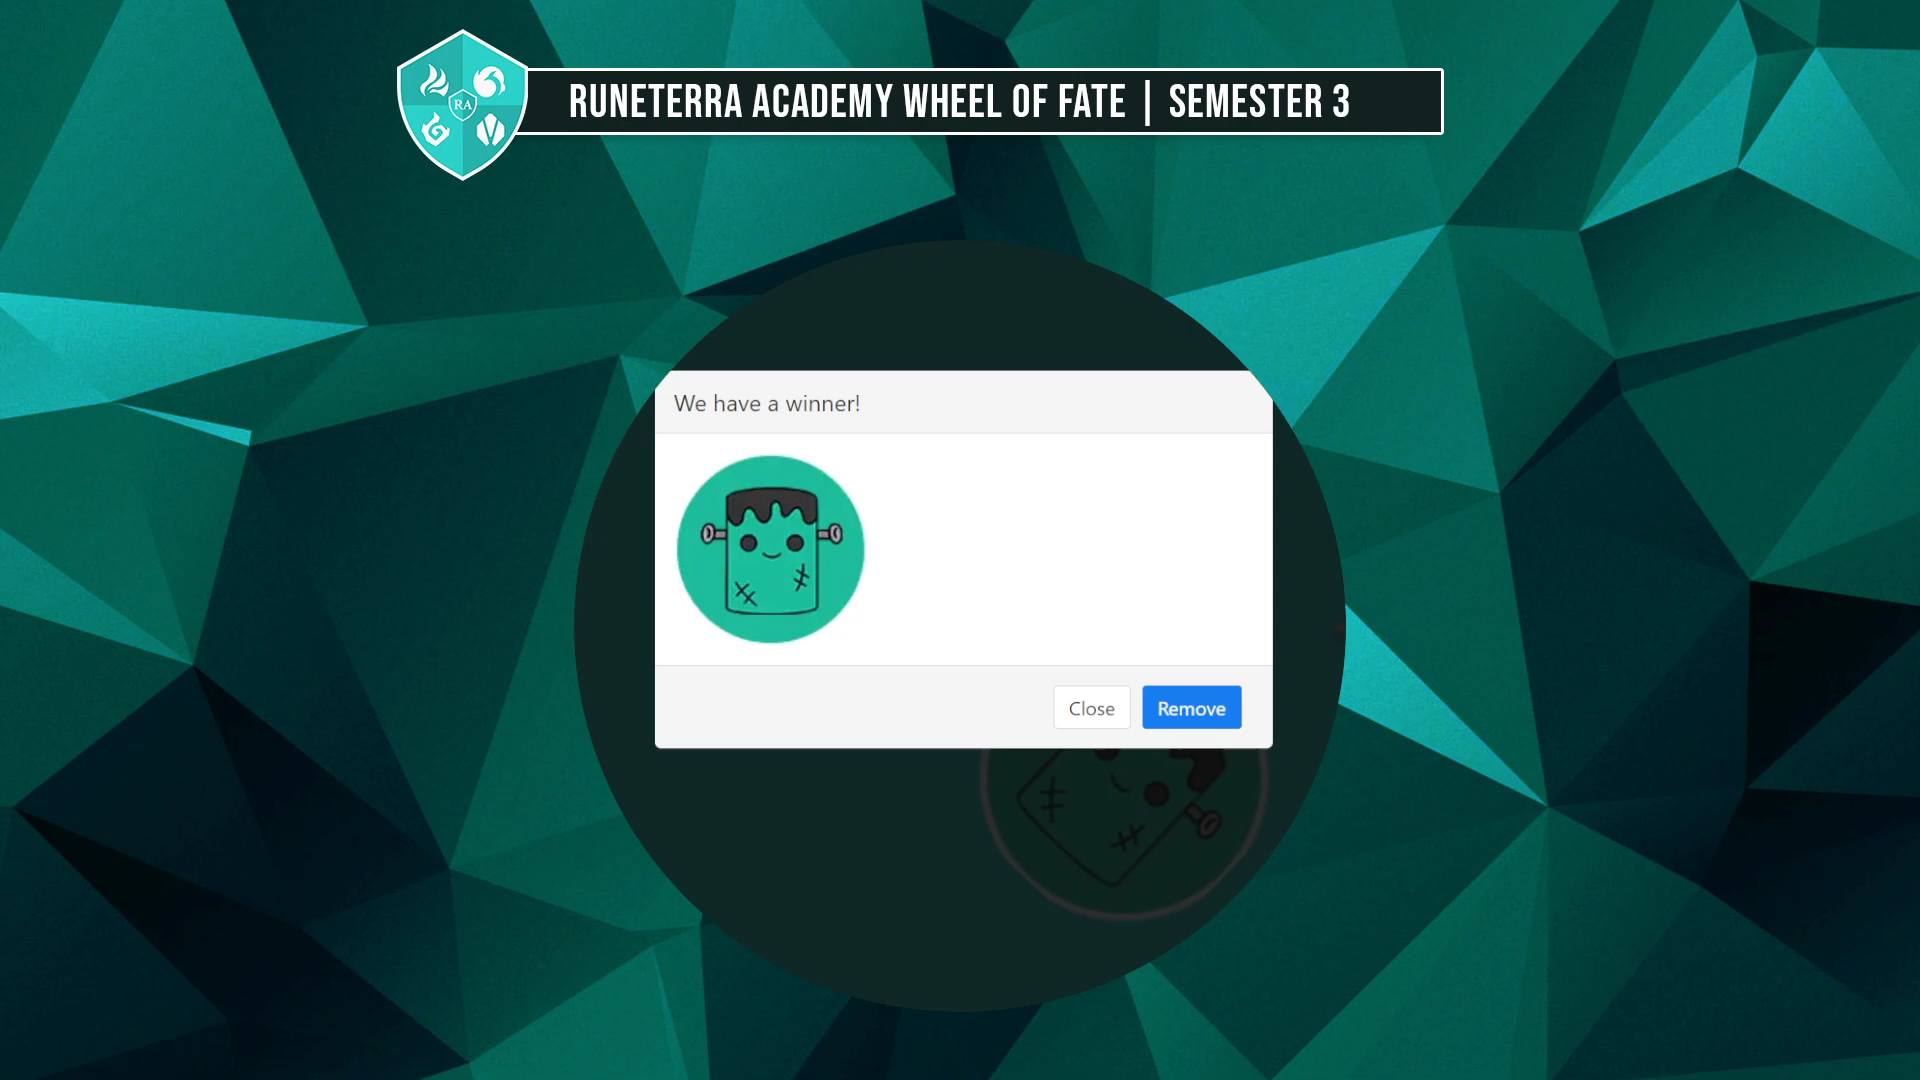 RA
RUNETERRA ACADEMY WHEEL OF FATE | SEMESTER 3
We have a winner!
Close
Remove